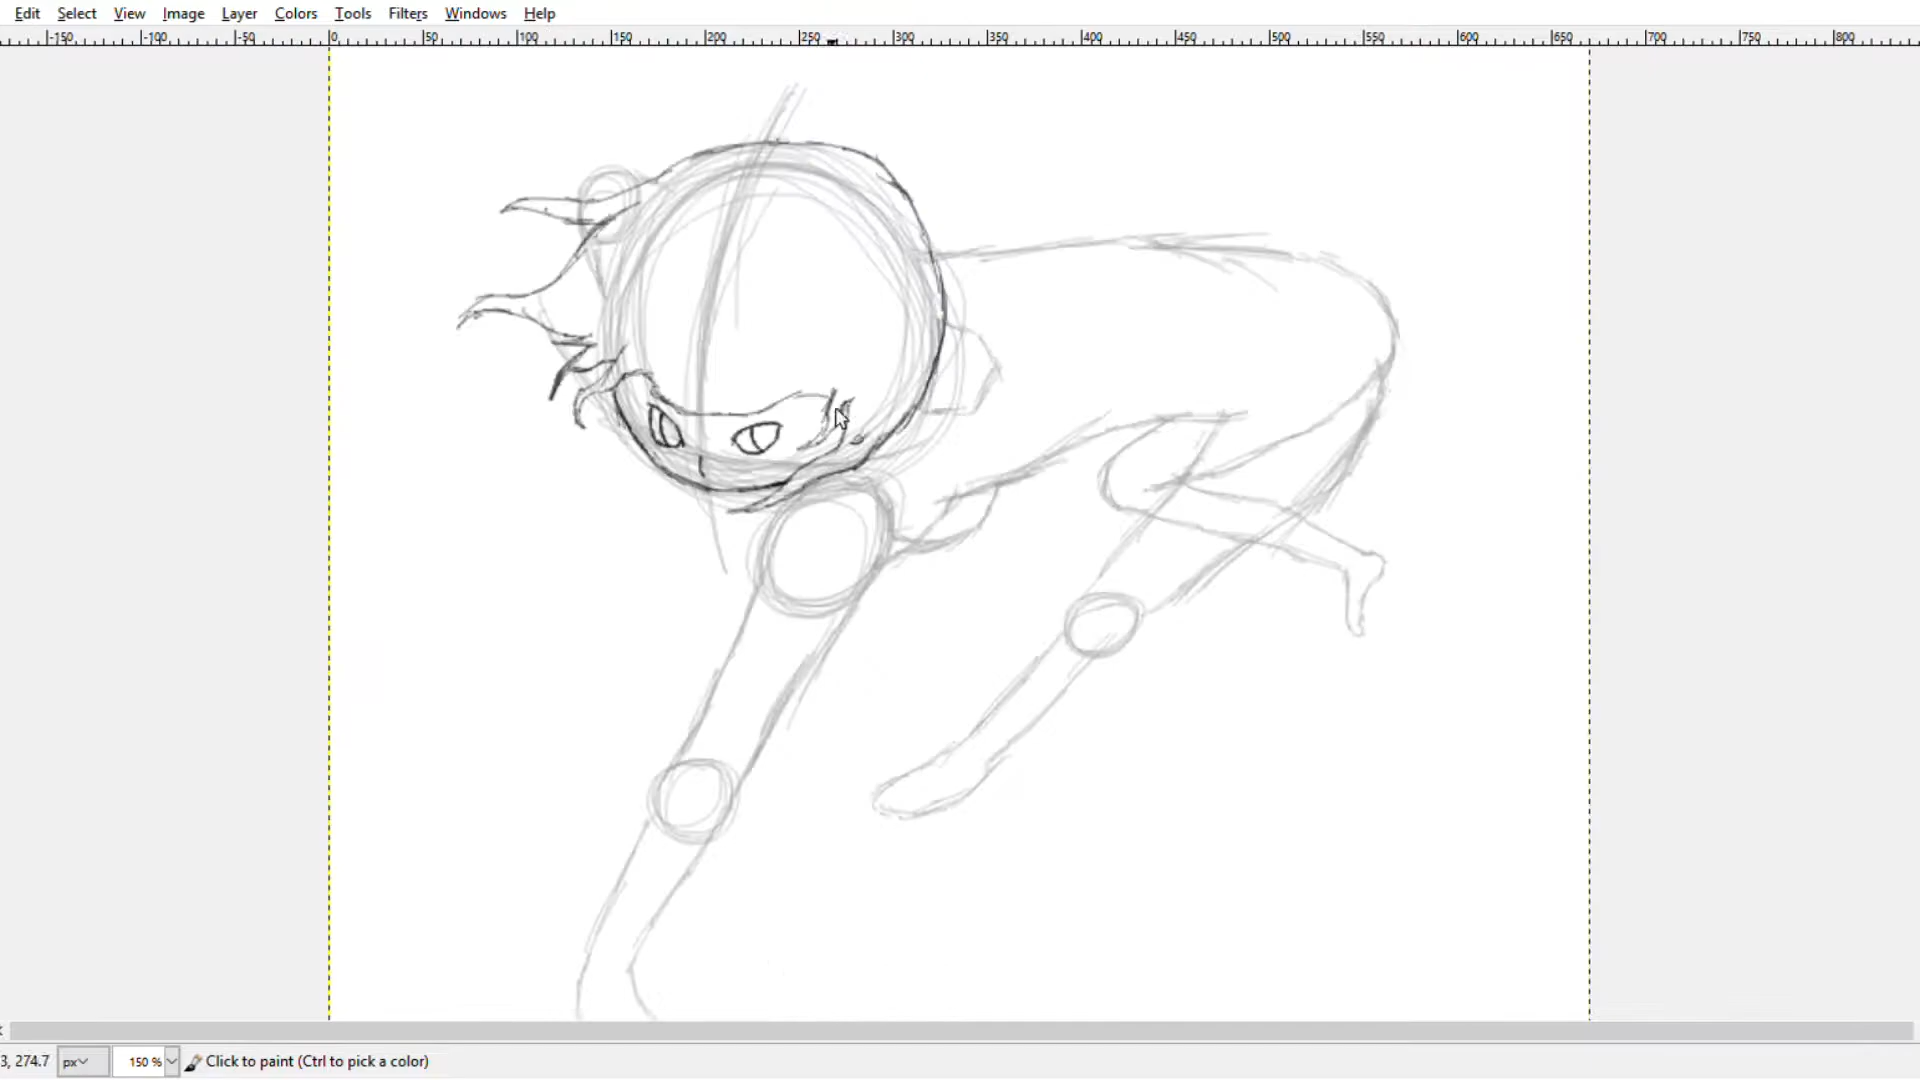 Edit Select View Image Layer Colors Tools Filters Windows Help
-150 -100 -50 0 50 100 150 200 250 300 350 400 450 500 550 600 650 700 750 800
3, 274.7 px 150 % Click to paint (Ctrl to pick a color)